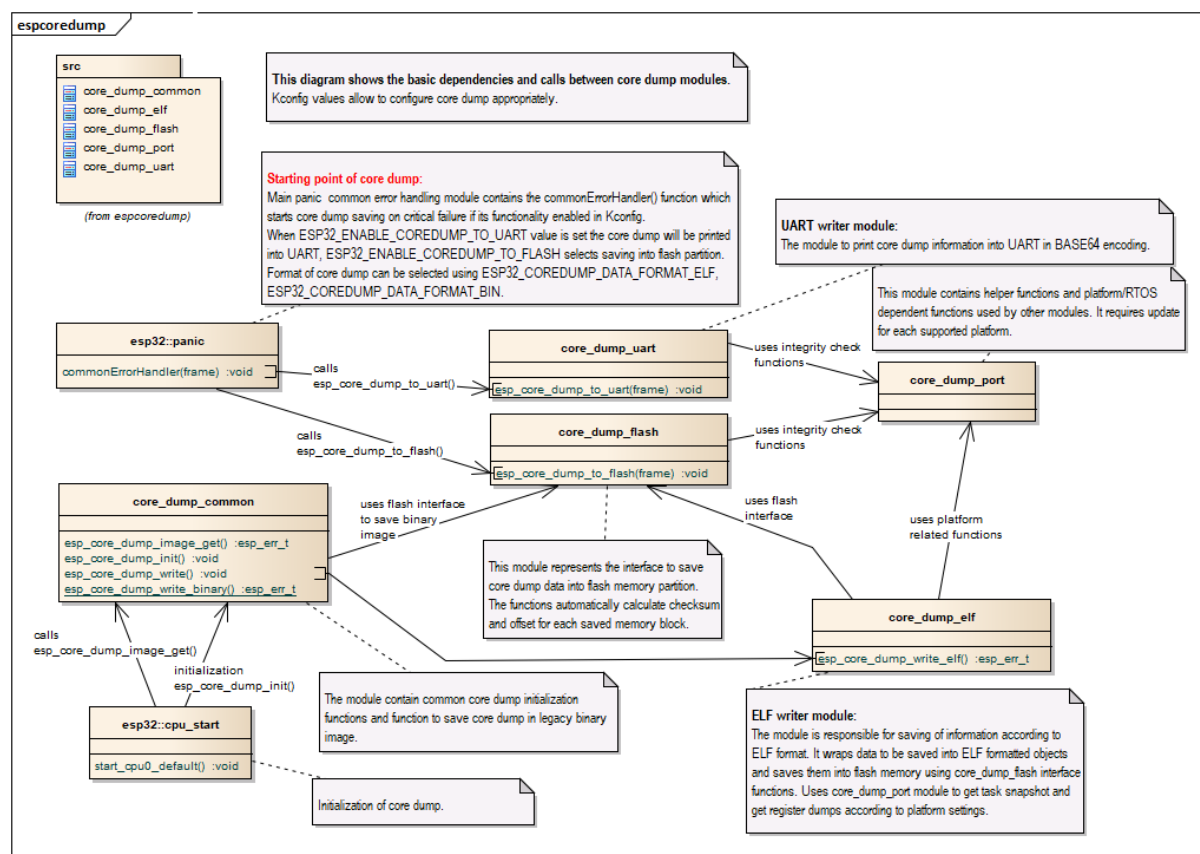 espcoredump
src
core_dump_common
core_dump_elf
core_dump_flash
core_dump_port
core_dump_uart
(from espcoredump)
This diagram shows the basic dependencies and calls between core dump modules.
Kconfig values allow to configure core dump appropriately.
Starting point of core dump:
Main panic common error handling module contains the commonErrorHandler() function which
starts core dump saving on critical failure if its functionality enabled in Kconfig.
When ESP32_ENABLE_COREDUMP_TO_UART value is set the core dump will be printed
into UART, ESP32_ENABLE_COREDUMP_TO_FLASH selects saving into flash partition.
Format of core dump can be selected using ESP32_COREDUMP_DATA_FORMAT_ELF,
ESP32_COREDUMP_DATA_FORMAT_BIN.
UART writer module:
The module to print core dump information into UART in BASE64 encoding.
This module contains helper functions and platform/RTOS
dependent functions used by other modules. It requires update
for each supported platform.
esp32::panic
commonErrorHandler(frame) :void
calls
esp_core_dump_to_uart()
core_dump_uart
esp_core_dump_to_uart(frame) :void
uses integrity check
functions
core_dump_port
calls
esp_core_dump_to_flash()
core_dump_flash
esp_core_dump_to_flash(frame) :void
uses integrity check
functions
core_dump_common
esp_core_dump_image_get() :esp_err_t
esp_core_dump_init() :void
esp_core_dump_write() :void
esp_core_dump_write_binary() :esp_err_t
uses flash interface
to save binary
image
uses flash
interface
uses platform
related functions
This module represents the interface to save
core dump data into flash memory partition.
The functions automatically calculate checksum
and offset for each saved memory block.
core_dump_elf
esp_core_dump_write_elf() :esp_err_t
calls
esp_core_dump_image_get()
initialization
esp_core_dump_init()
The module contain common core dump initialization
functions and function to save core dump in legacy binary
image.
esp32::cpu_start
start_cpu0_default() :void
Initialization of core dump.
ELF writer module:
The module is responsible for saving of information according to
ELF format. It wraps data to be saved into ELF formatted objects
and saves them into flash memory using core_dump_flash interface
functions. Uses core_dump_port module to get task snapshot and
get register dumps according to platform settings.